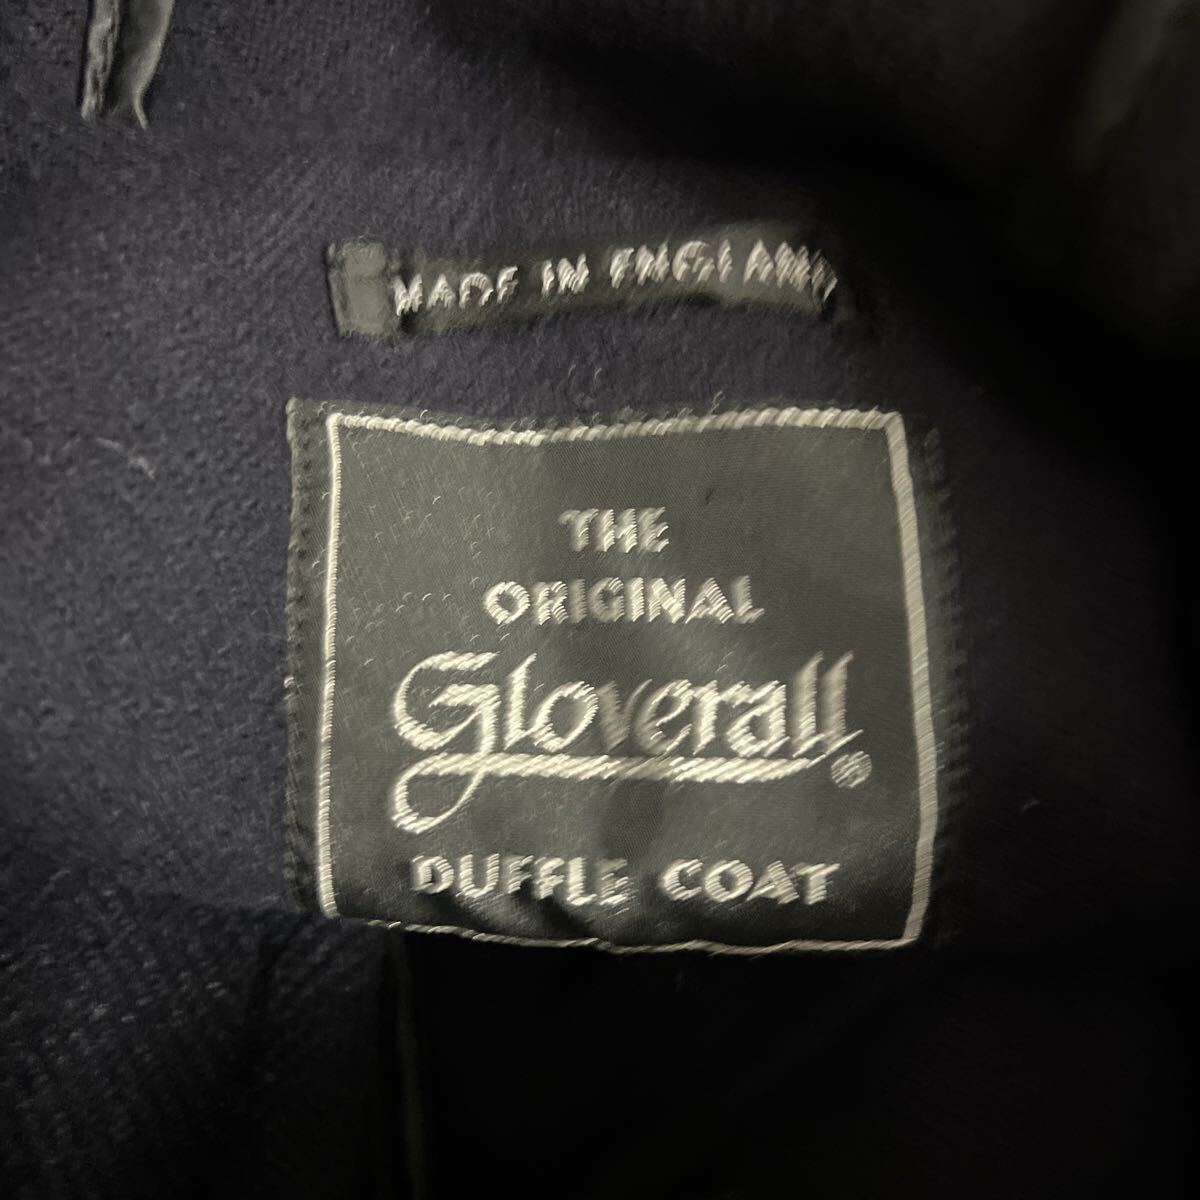 MADE IN ENGLAND
THE
ORIGINAL
Gloverall®
DUFFLE COAT